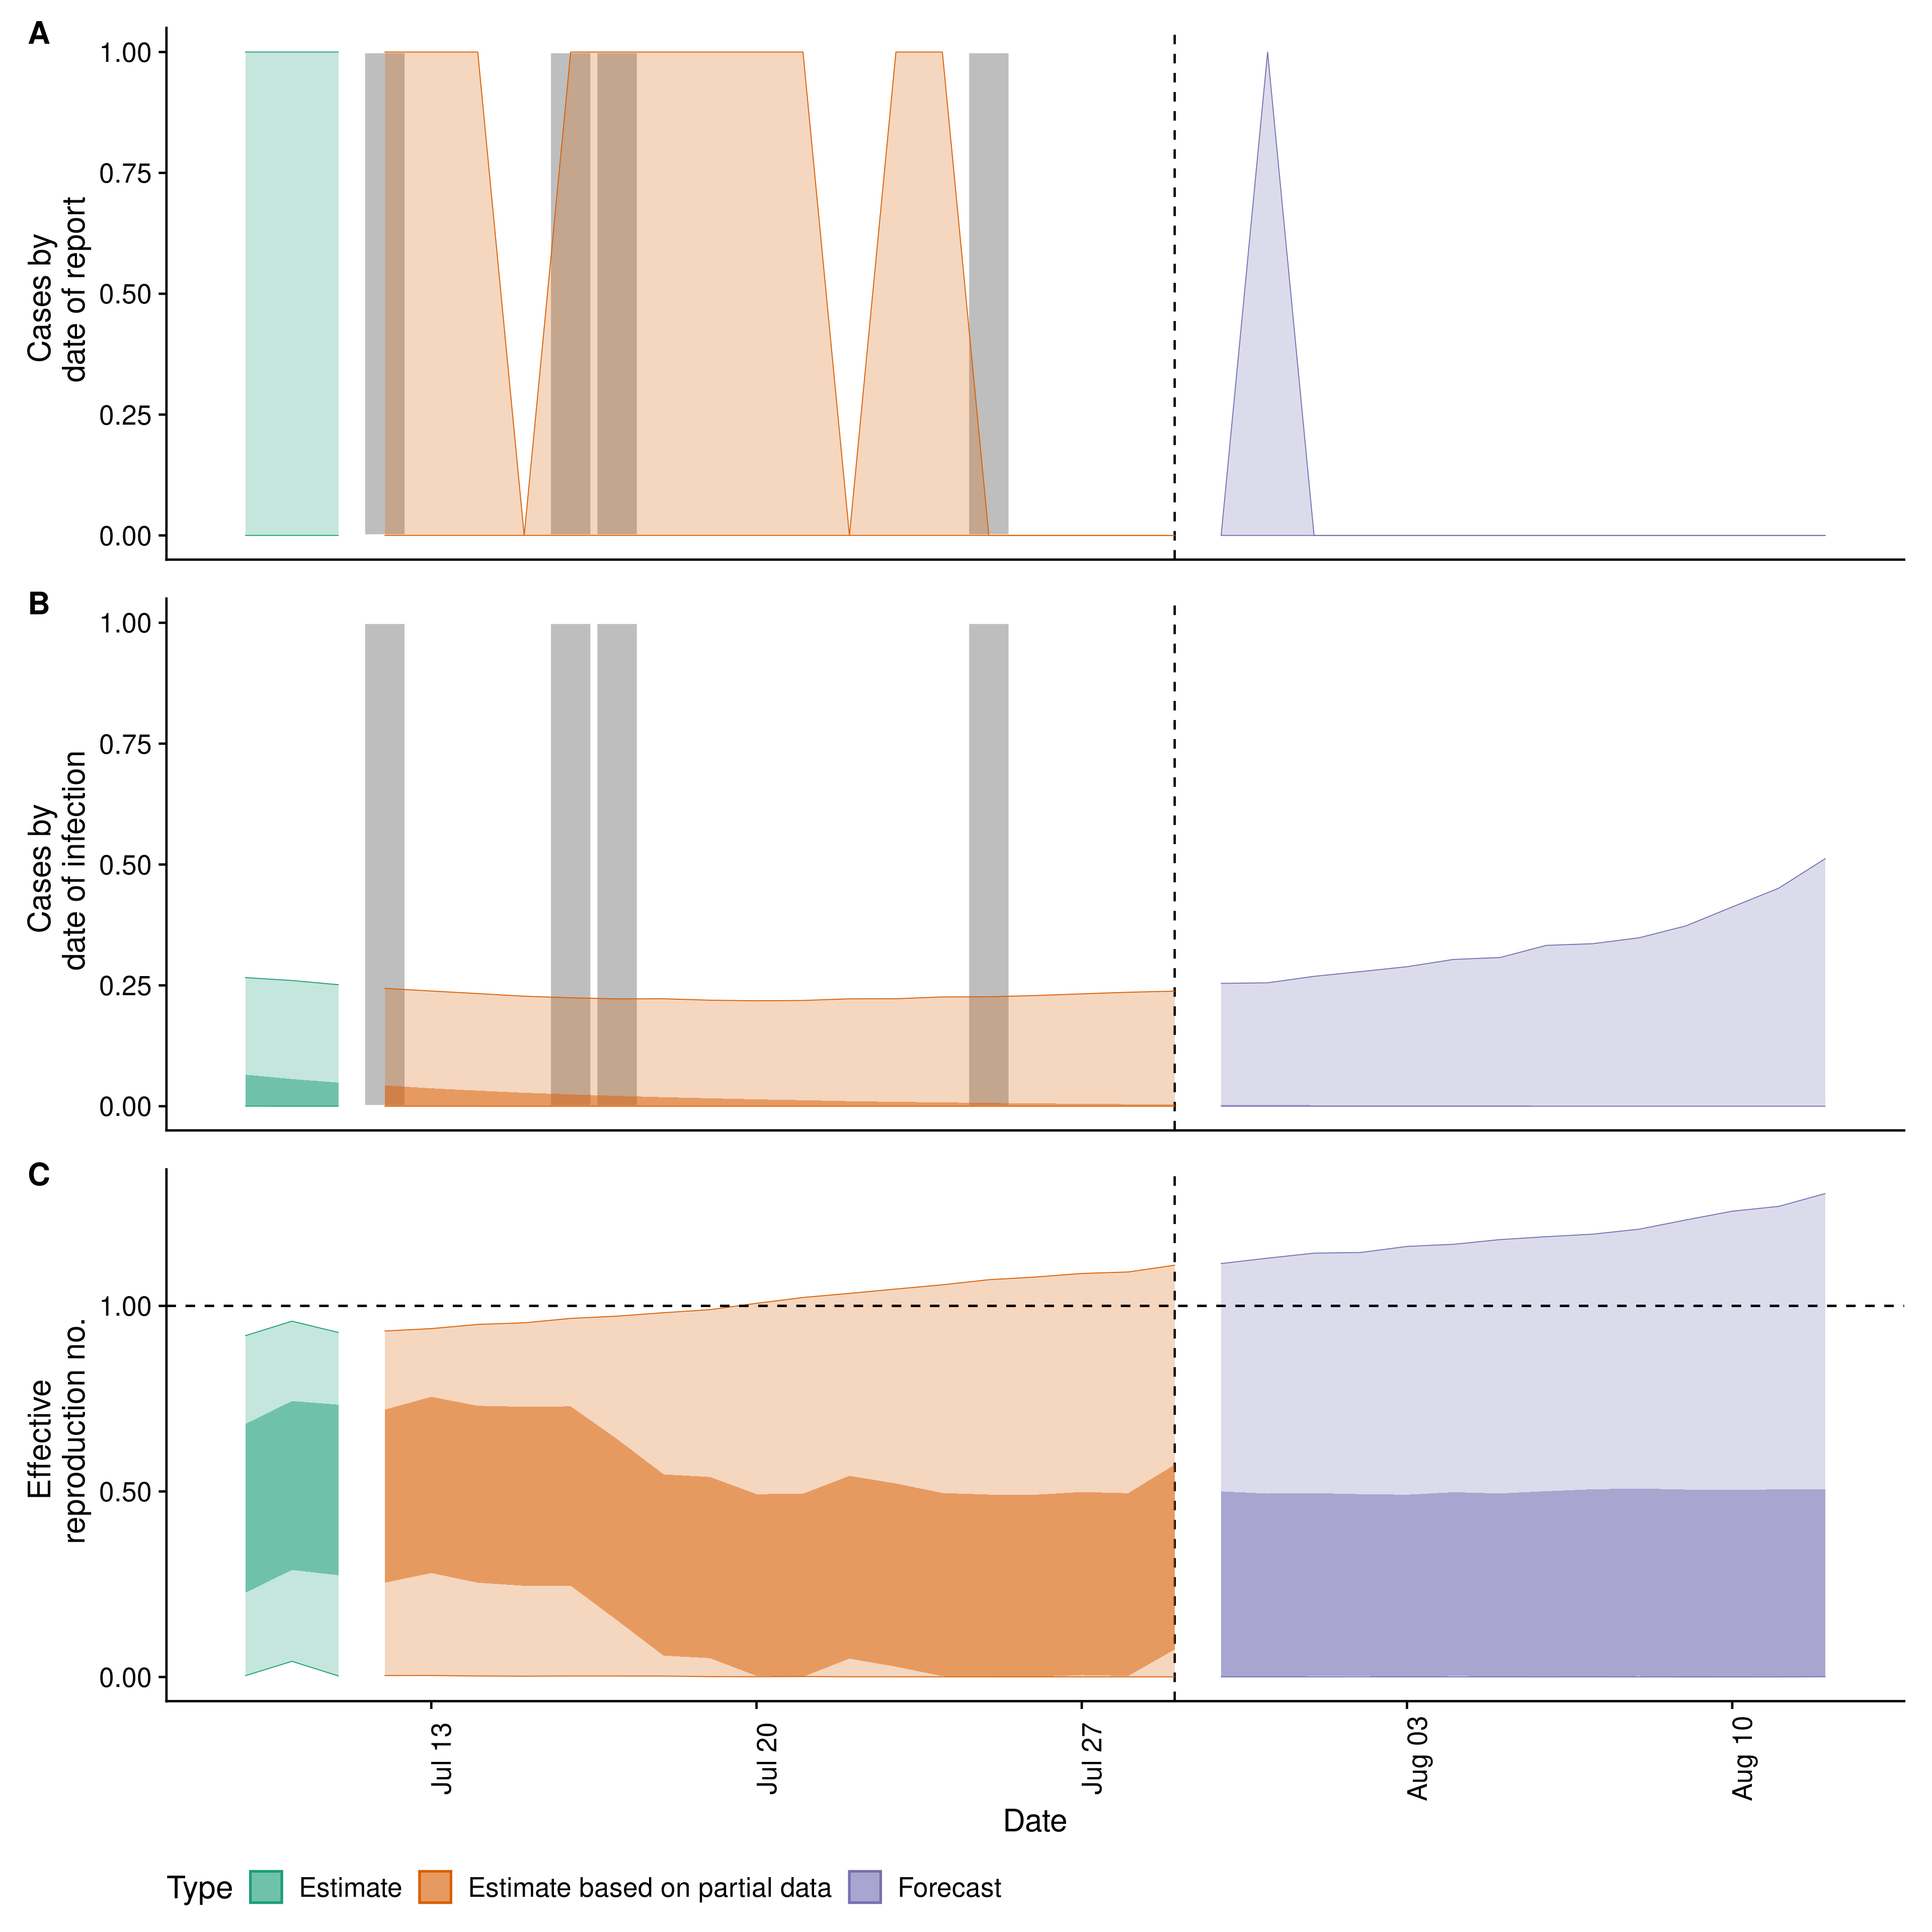 A
1.00
0.75
0.50
0.25
0.00
Cases by
date of report
B
1.00
0.75
0.50
0.25
0.00
Cases by
date of infection
C
1.00
0.50
0.00
Effective
reproduction no.
Jul 13
Jul 20
Jul 27
Aug 03
Aug 10
Date
Type Estimate Estimate based on partial data Forecast